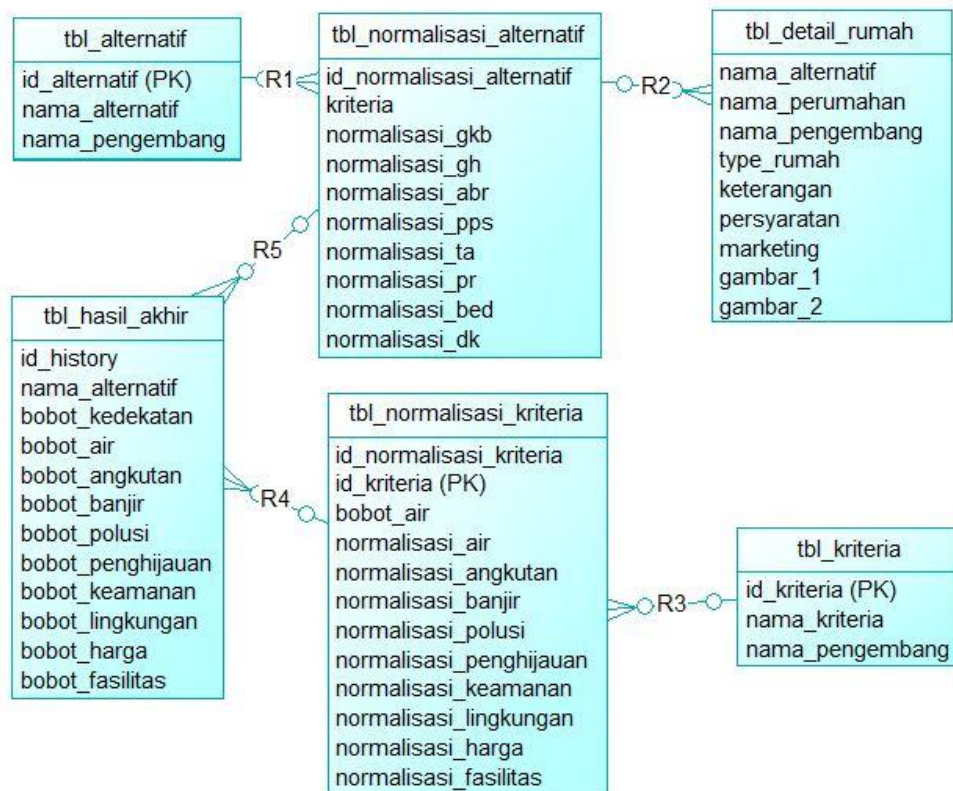 tbl_alternatif
id_alternatif (PK)
nama_alternatif
nama_pengembang
R1
tbl_normalisasi_alternatif
id_normalisasi_alternatif
kriteria
normalisasi_gkb
normalisasi_gh
normalisasi_abr
normalisasi_pps
normalisasi_ta
normalisasi_pr
normalisasi_bed
normalisasi_dk
R2
tbl_detail_rumah
nama_alternatif
nama_perumahan
nama_pengembang
type_rumah
keterangan
persyaratan
marketing
gambar_1
gambar_2
R5
tbl_hasil_akhir
id_history
nama_alternatif
bobot_kedekatan
bobot_air
bobot_angkutan
bobot_banjir
bobot_polusi
bobot_penghijauan
bobot_keamanan
bobot_lingkungan
bobot_harga
bobot_fasilitas
R4
tbl_normalisasi_kriteria
id_normalisasi_kriteria
id_kriteria (PK)
bobot_air
normalisasi_air
normalisasi_angkutan
normalisasi_banjir
normalisasi_polusi
normalisasi_penghijauan
normalisasi_keamanan
normalisasi_lingkungan
normalisasi_harga
normalisasi_fasilitas
R3
tbl_kriteria
id_kriteria (PK)
nama_kriteria
nama_pengembang